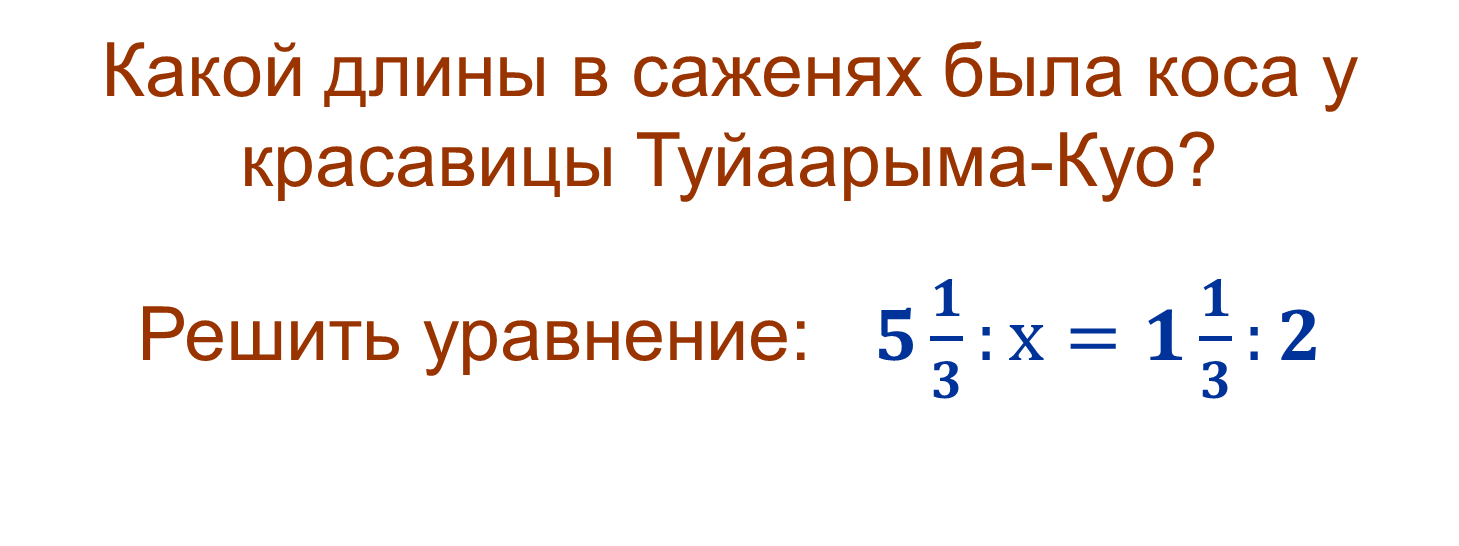 Какой длины в саженях была коса у
красавицы Туйаарыма-Куо?
Решить уравнение: 5 1/3 : x = 1 1/3 : 2